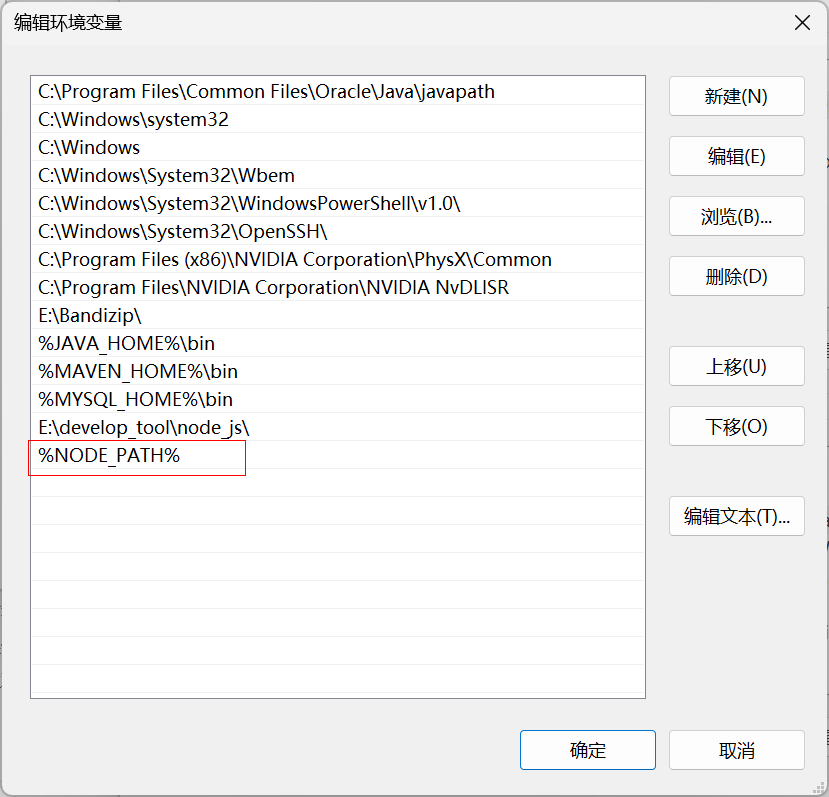 编辑环境变量
C:\Program Files\Common Files\Oracle\Java\javapath
C:\Windows\system32
C:\Windows
C:\Windows\System32\Wbem
C:\Windows\System32\WindowsPowerShell\v1.0\
C:\Windows\System32\OpenSSH\
C:\Program Files (x86)\NVIDIA Corporation\PhysX\Common
C:\Program Files\NVIDIA Corporation\NVIDIA NvDLISR
E:\Bandizip\
%JAVA_HOME%\bin
%MAVEN_HOME%\bin
%MYSQL_HOME%\bin
E:\develop_tool\node_js\
%NODE_PATH%
新建(N)
编辑(E)
浏览(B)...
删除(D)
上移(U)
下移(O)
编辑文本(T)...
确定
取消